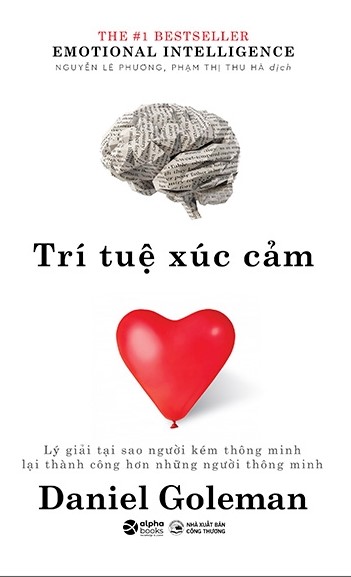 THE #1 BESTSELLER
EMOTIONAL INTELLIGENCE
NGUYỄN LÊ PHƯƠNG, PHẠM THỊ THU HÀ dịch
Trí tuệ xúc cảm
Lý giải tại sao người kém thông minh
lại thành công hơn những người thông minh
Daniel Goleman
alpha books
NHÀ XUẤT BẢN
CÔNG THƯƠNG